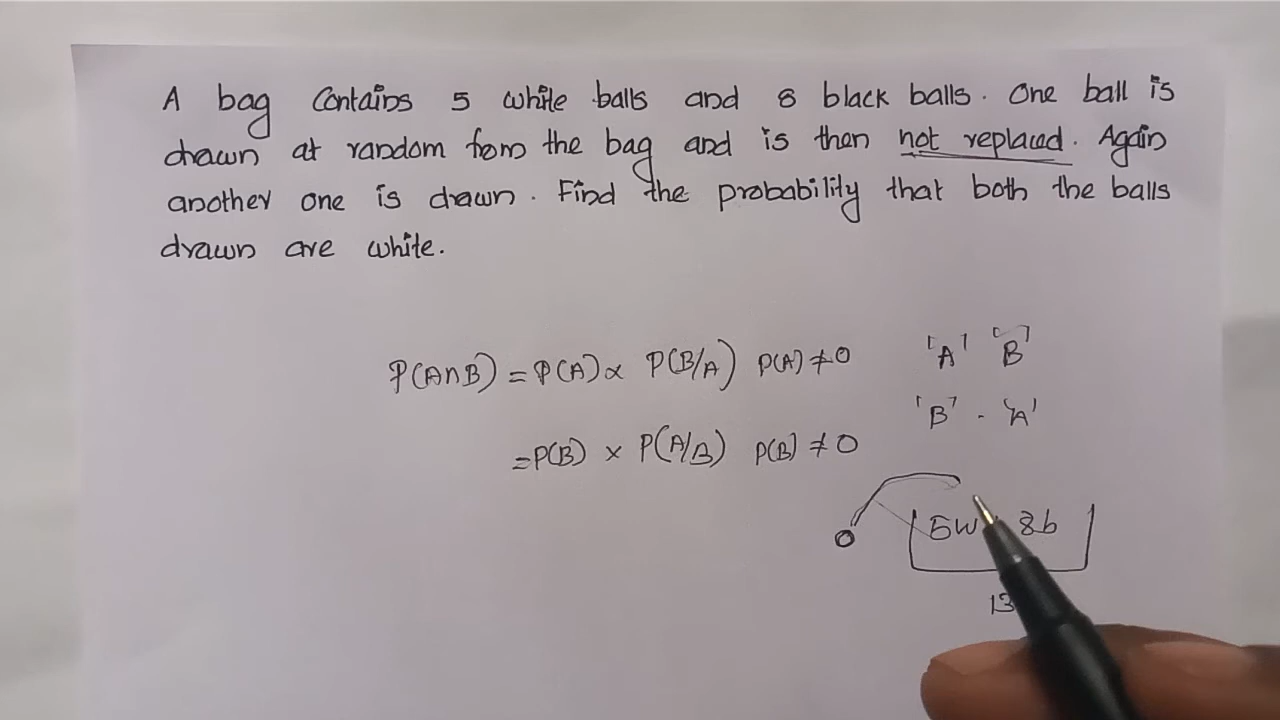 A bag contains 5 white balls and 8 black balls. One ball is
drawn at random from the bag and is then not replaced. Again
another one is drawn. Find the probability that both the balls
drawn are white.
P(A∩B) = P(A) × P(B/A) P(A) ≠ 0 'A' 'B'
'B' - 'A'
= P(B) × P(A/B) P(B) ≠ 0
5W 8b
13